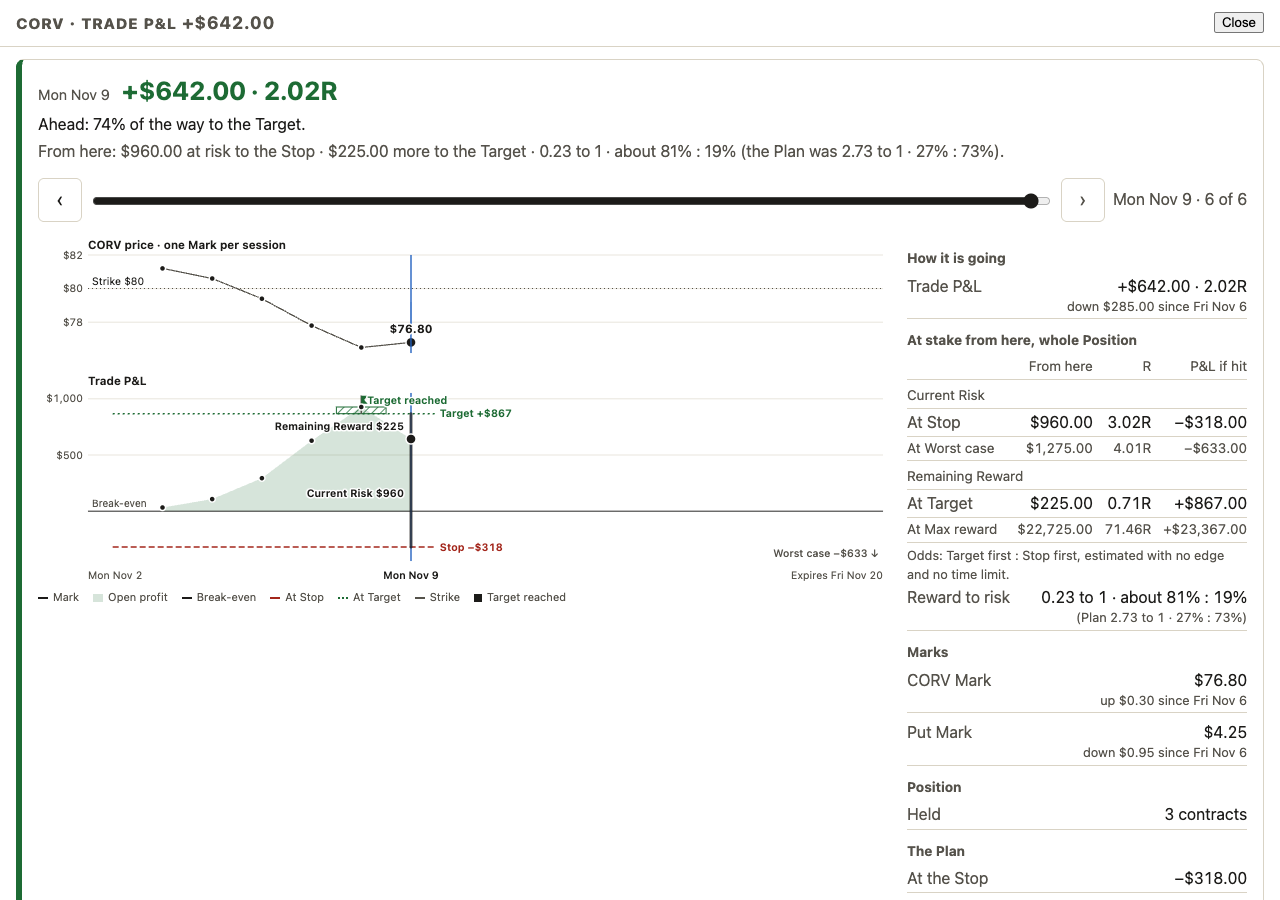 CORV · TRADE P&L +$642.00
Close
Mon Nov 9 +$642.00 · 2.02R
Ahead: 74% of the way to the Target.
From here: $960.00 at risk to the Stop · $225.00 more to the Target · 0.23 to 1 · about 81% : 19% (the Plan was 2.73 to 1 · 27% : 73%).
‹
›
Mon Nov 9 · 6 of 6
CORV price · one Mark per session
$82
Strike $80
$80
$78
$76.80
Trade P&L
$1,000
Target reached
Target +$867
Remaining Reward $225
$500
Current Risk $960
Break-even
Stop −$318
Worst case −$633 ↓
Mon Nov 2
Mon Nov 9
Expires Fri Nov 20
Mark
Open profit
Break-even
At Stop
At Target
Strike
Target reached
How it is going
Trade P&L +$642.00 · 2.02R
down $285.00 since Fri Nov 6
At stake from here, whole Position
From here R P&L if hit
Current Risk
At Stop $960.00 3.02R −$318.00
At Worst case $1,275.00 4.01R −$633.00
Remaining Reward
At Target $225.00 0.71R +$867.00
At Max reward $22,725.00 71.46R +$23,367.00
Odds: Target first : Stop first, estimated with no edge
and no time limit.
Reward to risk 0.23 to 1 · about 81% : 19%
(Plan 2.73 to 1 · 27% : 73%)
Marks
CORV Mark $76.80
up $0.30 since Fri Nov 6
Put Mark $4.25
down $0.95 since Fri Nov 6
Position
Held 3 contracts
The Plan
At the Stop −$318.00